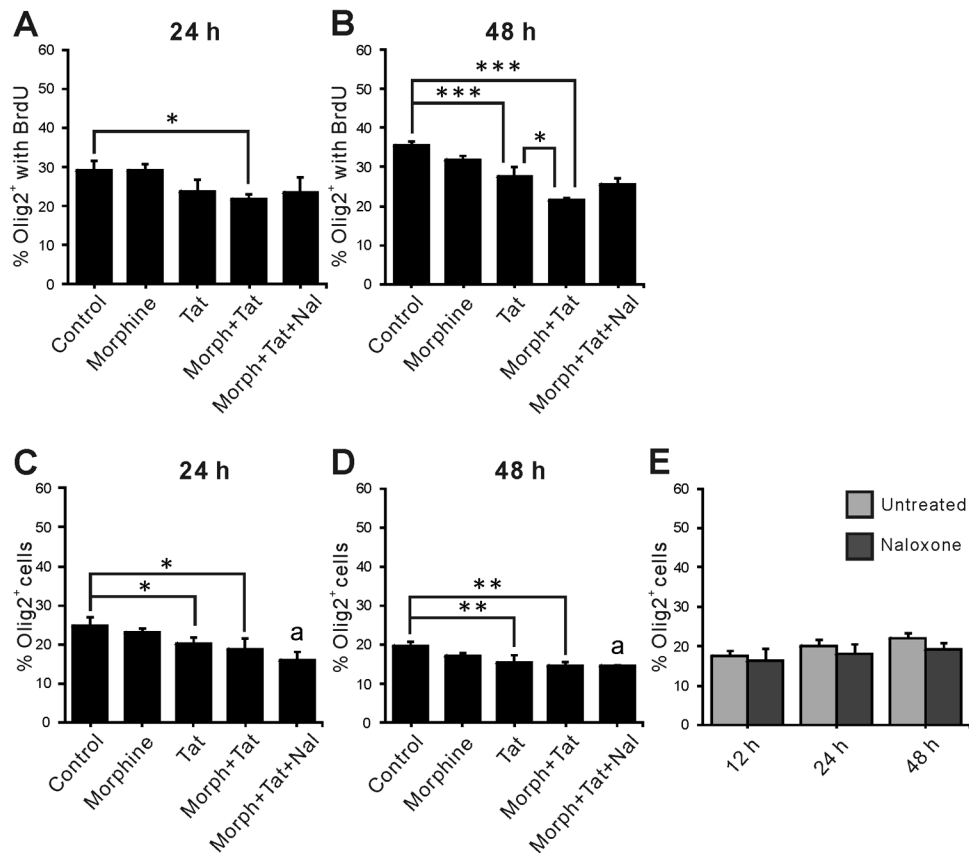 A
24 h
% Olig2⁺ with BrdU
60
50
40
30
20
10
0
*
Control
Morphine
Tat
Morph+Tat
Morph+Tat+Nal
B
48 h
% Olig2⁺ with BrdU
60
50
40
30
20
10
0
***
***
*
Control
Morphine
Tat
Morph+Tat
Morph+Tat+Nal
C
24 h
% Olig2⁺ cells
60
50
40
30
20
10
0
*
*
a
Control
Morphine
Tat
Morph+Tat
Morph+Tat+Nal
D
48 h
% Olig2⁺ cells
60
50
40
30
20
10
0
**
**
a
Control
Morphine
Tat
Morph+Tat
Morph+Tat+Nal
E
% Olig2⁺ cells
60
50
40
30
20
10
0
Untreated
Naloxone
12 h
24 h
48 h